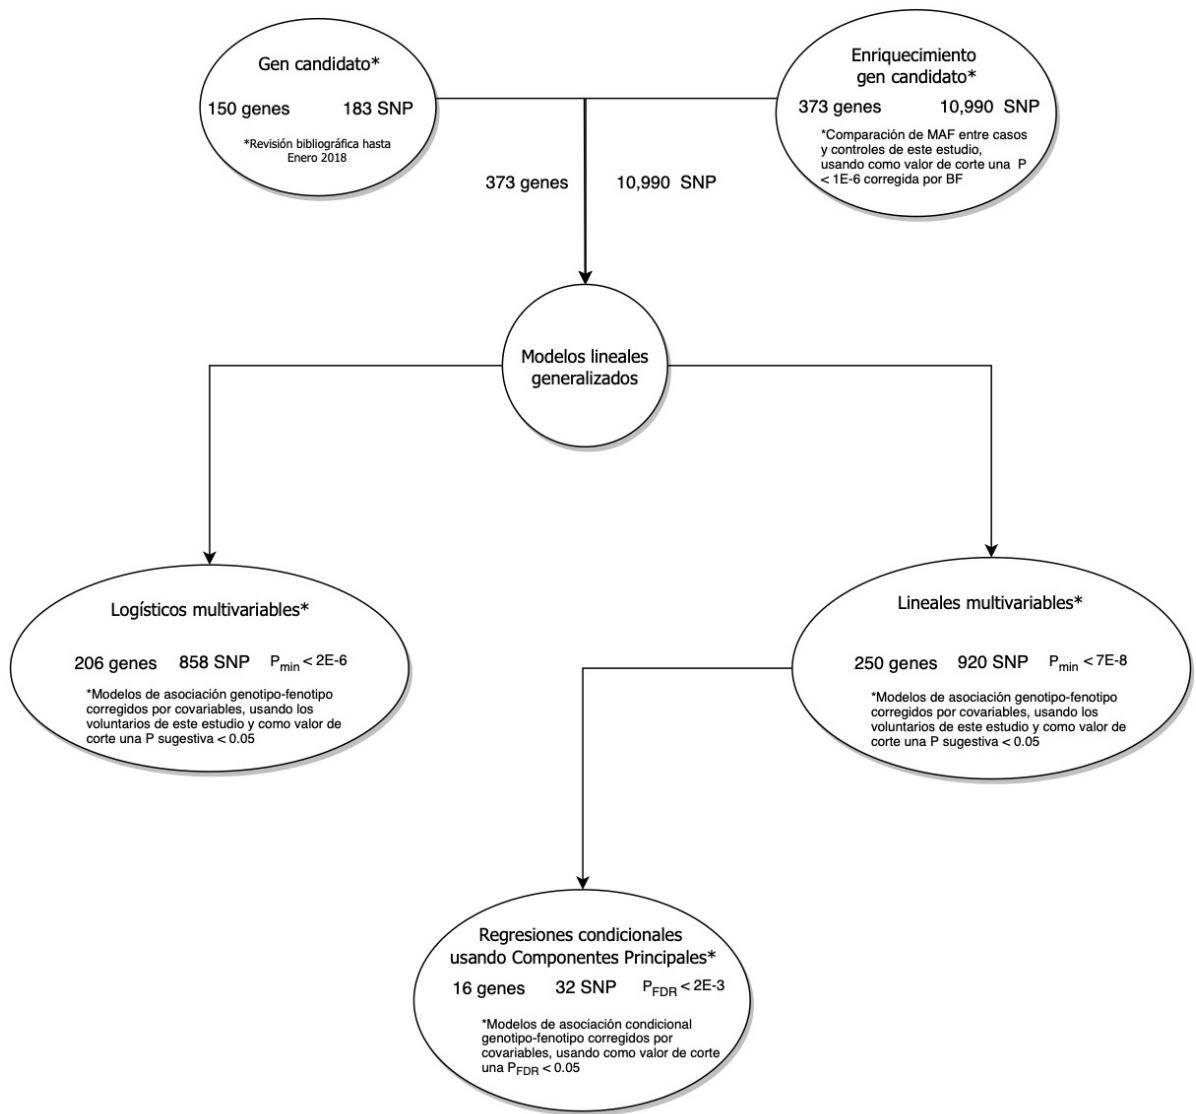 Gen candidato*
150 genes 183 SNP
*Revisión bibliográfica hasta
Enero 2018
Enriquecimiento
gen candidato*
373 genes 10,990 SNP
*Comparación de MAF entre casos
y controles de este estudio,
usando como valor de corte una P
< 1E-6 corregida por BF
373 genes 10,990 SNP
Modelos lineales
generalizados
Logísticos multivariables*
206 genes 858 SNP Pmin < 2E-6
*Modelos de asociación genotipo-fenotipo
corregidos por covariables, usando los
voluntarios de este estudio y como valor de
corte una P sugestiva < 0.05
Lineales multivariables*
250 genes 920 SNP Pmin < 7E-8
*Modelos de asociación genotipo-fenotipo
corregidos por covariables, usando los
voluntarios de este estudio y como valor de
corte una P sugestiva < 0.05
Regresiones condicionales
usando Componentes Principales*
16 genes 32 SNP PFDR < 2E-3
*Modelos de asociación condicional
genotipo-fenotipo corregidos por
covariables, usando como valor de corte
una PFDR < 0.05